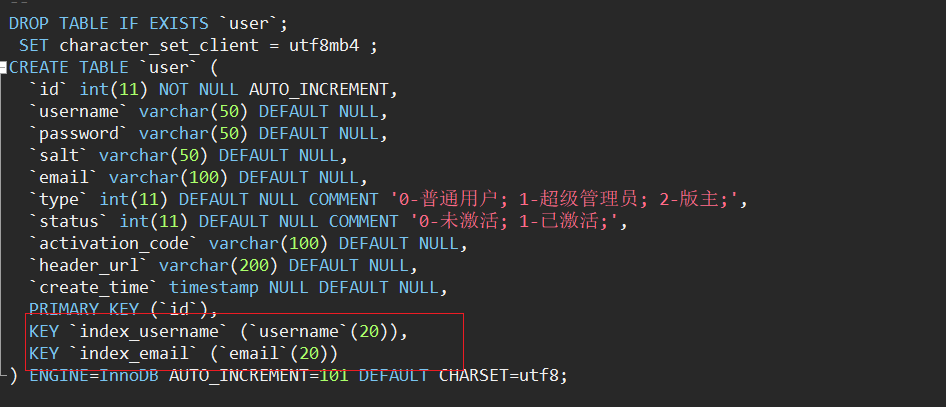 --
DROP TABLE IF EXISTS `user`;
SET character_set_client = utf8mb4 ;
CREATE TABLE `user` (
`id` int(11) NOT NULL AUTO_INCREMENT,
`username` varchar(50) DEFAULT NULL,
`password` varchar(50) DEFAULT NULL,
`salt` varchar(50) DEFAULT NULL,
`email` varchar(100) DEFAULT NULL,
`type` int(11) DEFAULT NULL COMMENT '0-普通用户; 1-超级管理员; 2-版主;',
`status` int(11) DEFAULT NULL COMMENT '0-未激活; 1-已激活;',
`activation_code` varchar(100) DEFAULT NULL,
`header_url` varchar(200) DEFAULT NULL,
`create_time` timestamp NULL DEFAULT NULL,
PRIMARY KEY (`id`),
KEY `index_username` (`username`(20)),
KEY `index_email` (`email`(20))
) ENGINE=InnoDB AUTO_INCREMENT=101 DEFAULT CHARSET=utf8;